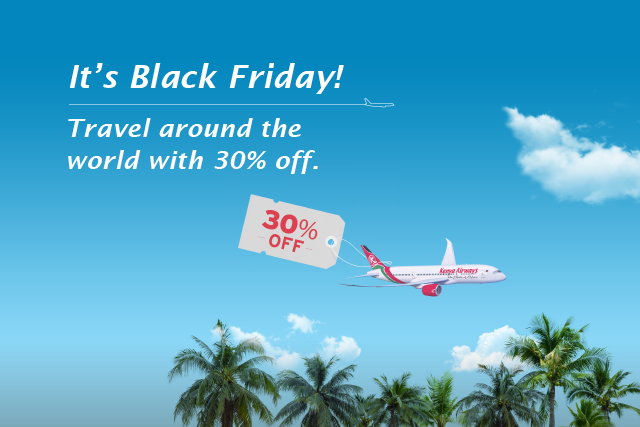 It's Black Friday!
Travel around the
world with 30% off.
30%
OFF
Kenya Airways